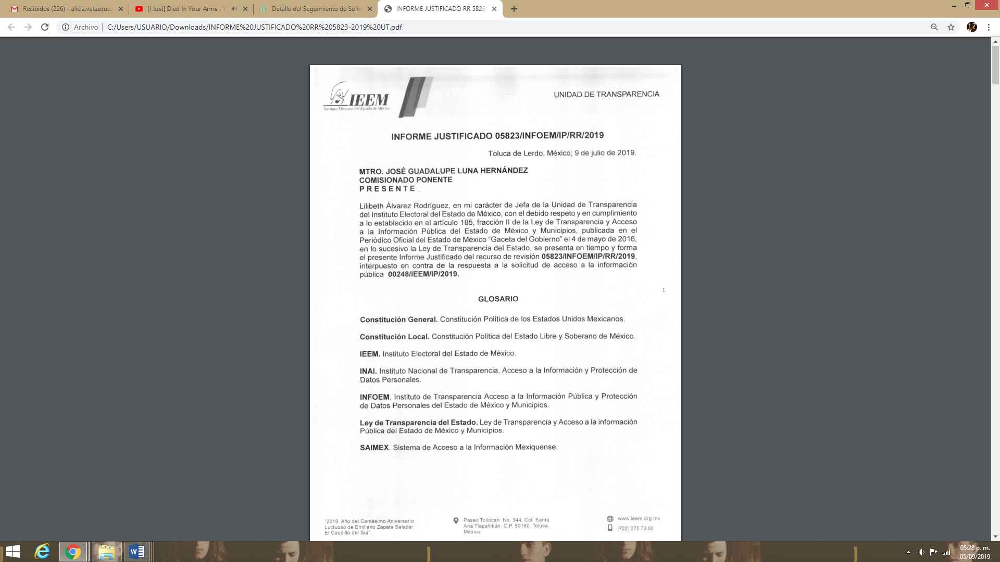 Recibidos (226) - alicia.velazquez
[I Just] Died In Your Arms - Y
Detalle del Seguimiento de Solic
INFORME JUSTIFICADO RR 5823-
Archivo
C:/Users/USUARIO/Downloads/INFORME%20JUSTIFICADO%20RR%205823-2019%20UT.pdf
IEEM
Instituto Electoral del Estado de México
UNIDAD DE TRANSPARENCIA
INFORME JUSTIFICADO 05823/INFOEM/IP/RR/2019
Toluca de Lerdo, México; 9 de julio de 2019.
MTRO. JOSÉ GUADALUPE LUNA HERNÁNDEZ
COMISIONADO PONENTE
P R E S E N T E
Lilibeth Álvarez Rodríguez, en mi carácter de Jefa de la Unidad de Transparencia
del Instituto Electoral del Estado de México, con el debido respeto y en cumplimiento
a lo establecido en el artículo 185, fracción II de la Ley de Transparencia y Acceso
a la Información Pública del Estado de México y Municipios, publicada en el
Periódico Oficial del Estado de México “Gaceta del Gobierno” el 4 de mayo de 2016,
en lo sucesivo la Ley de Transparencia del Estado, se presenta en tiempo y forma
el presente Informe Justificado del recurso de revisión 05823/INFOEM/IP/RR/2019,
interpuesto en contra de la respuesta a la solicitud de acceso a la información
pública 00248/IEEM/IP/2019.
1
GLOSARIO
Constitución General. Constitución Política de los Estados Unidos Mexicanos.
Constitución Local. Constitución Política del Estado Libre y Soberano de México.
IEEM. Instituto Electoral del Estado de México.
INAI. Instituto Nacional de Transparencia, Acceso a la Información y Protección de
Datos Personales.
INFOEM. Instituto de Transparencia Acceso a la Información Pública y Protección
de Datos Personales del Estado de México y Municipios.
Ley de Transparencia del Estado. Ley de Transparencia y Acceso a la información
Pública del Estado de México y Municipios.
SAIMEX. Sistema de Acceso a la Información Mexiquense.
“2019. Año del Centésimo Aniversario
Luctuoso de Emiliano Zapata Salazar.
El Caudillo del Sur”.
Paseo Tollocan No. 944, Col. Santa
Ana Tlapaltitlán, C.P. 50160, Toluca,
México.
www.ieem.org.mx
(722) 275 73 00
05:28 p. m.
05/09/2019